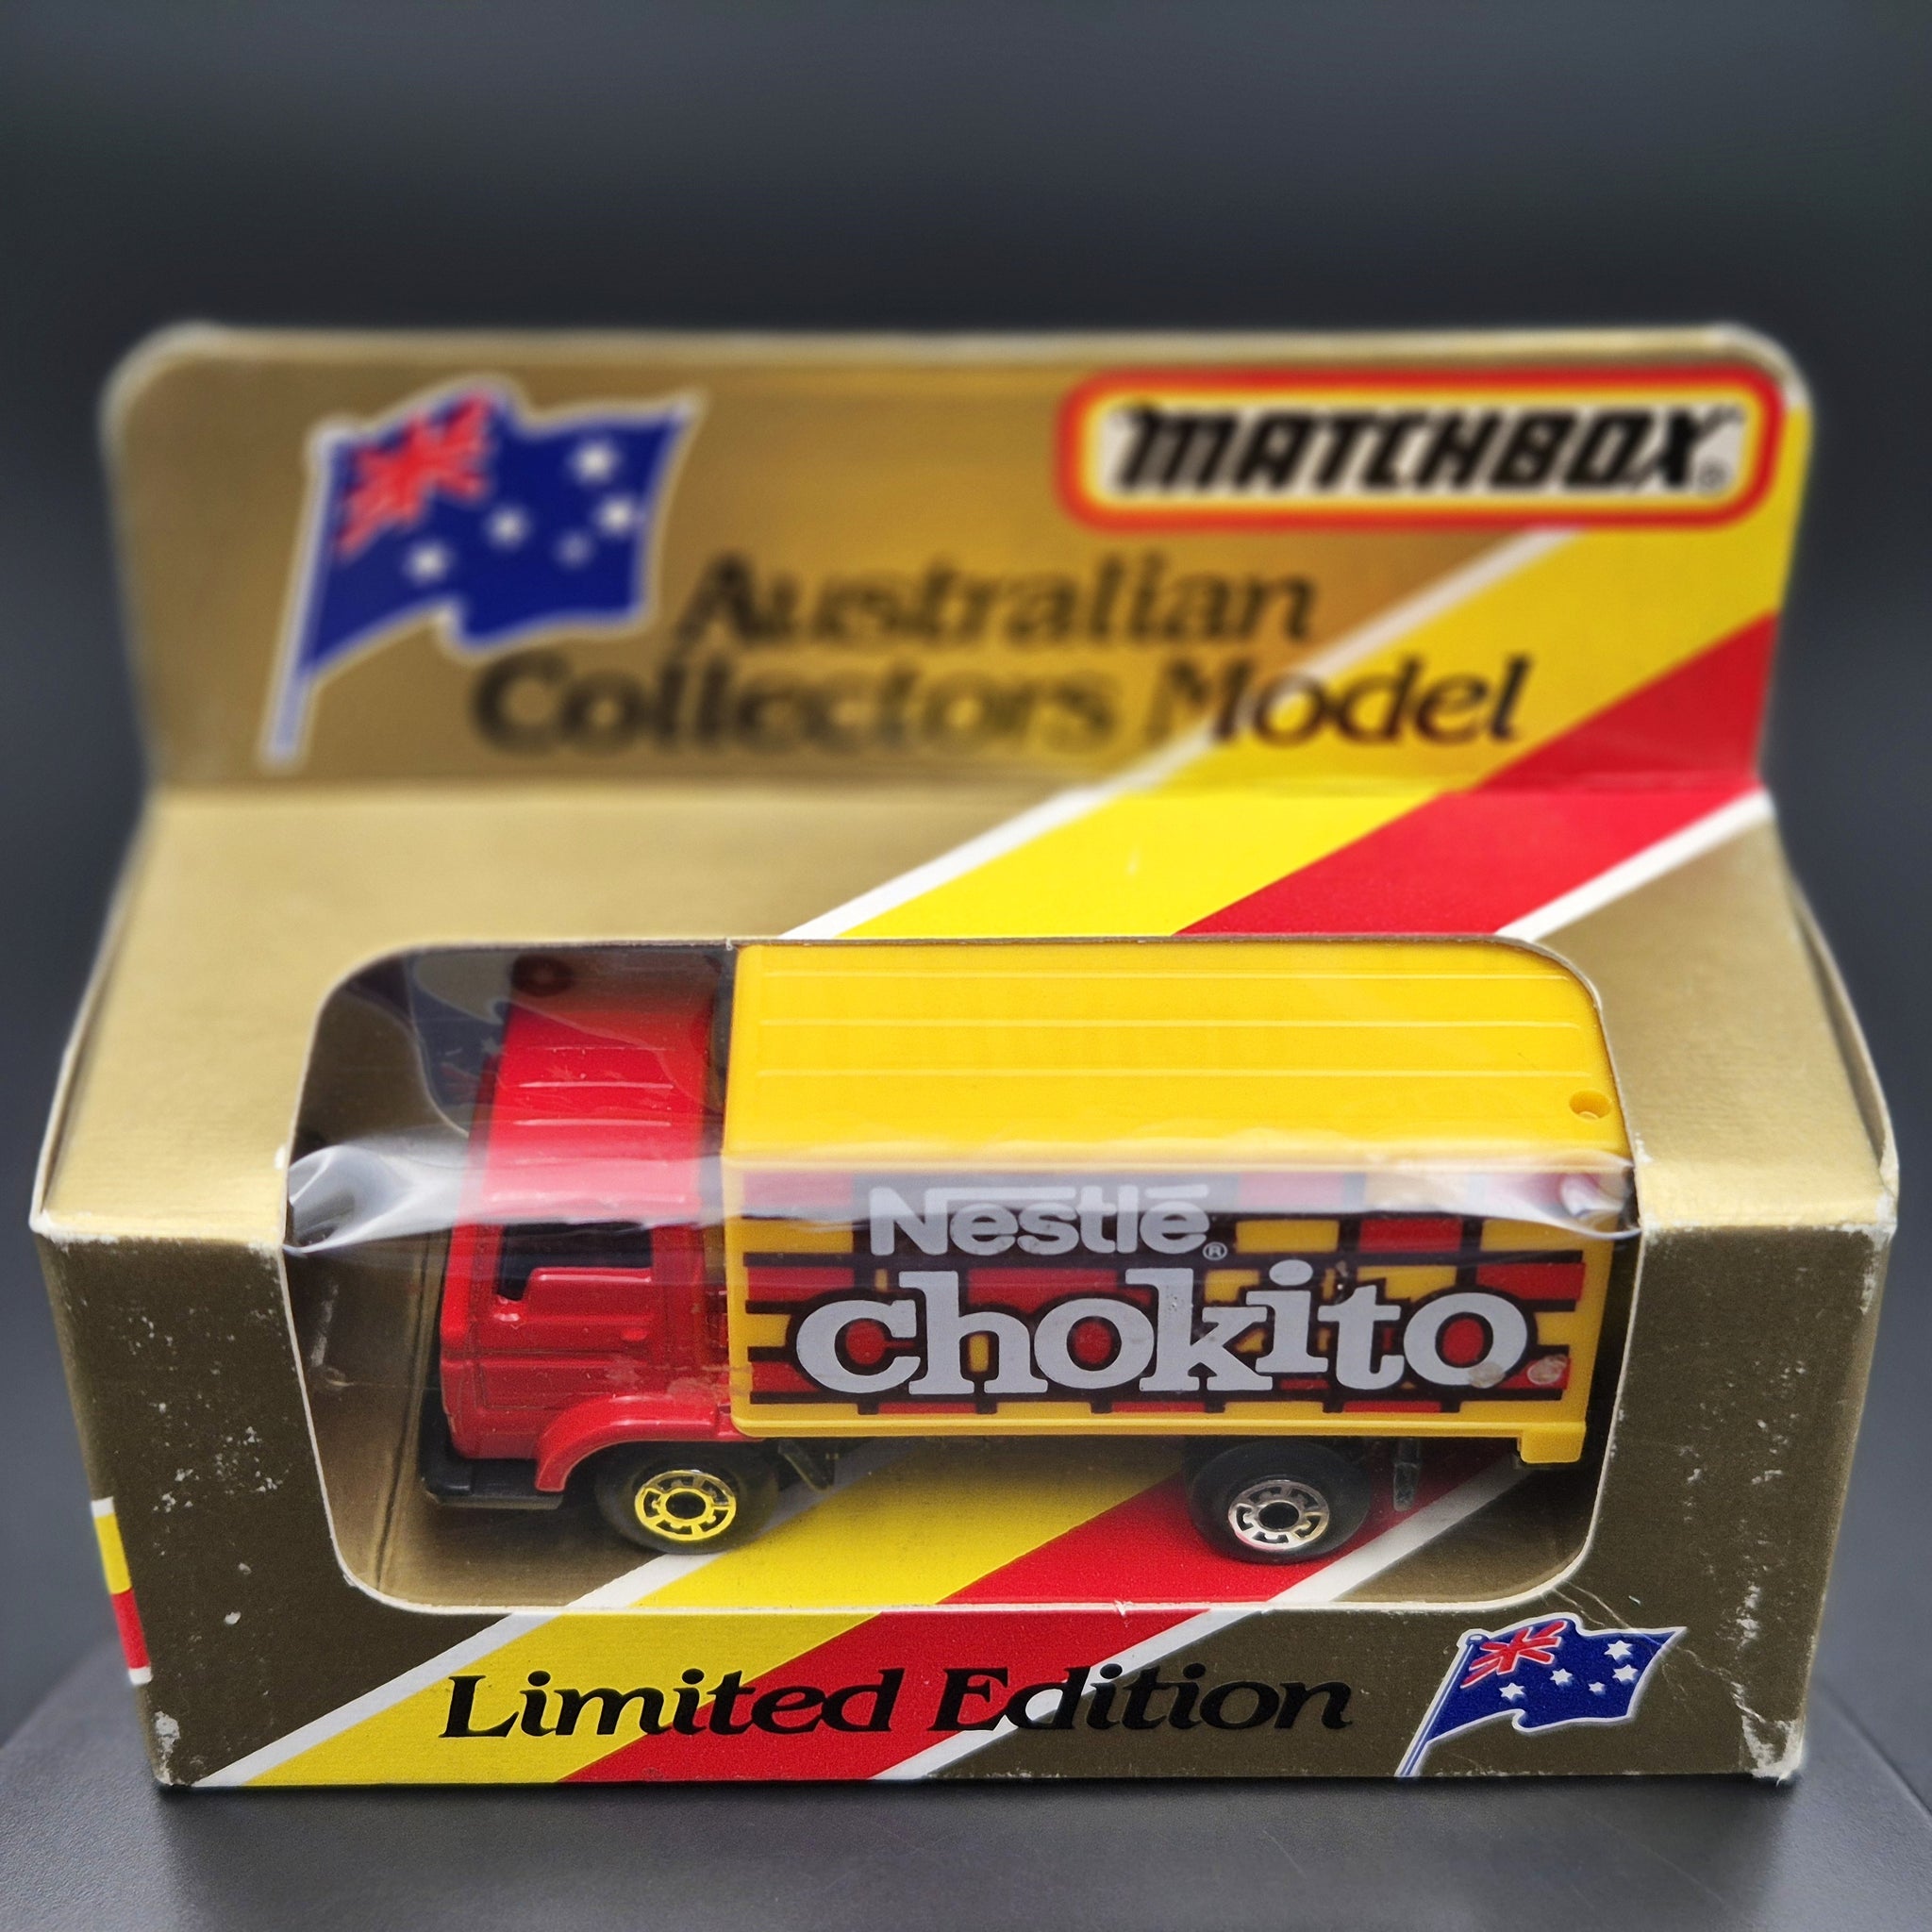 MATCHBOX®
Australian
Collectors Model
Nestlé®
chokito
Limited Edition